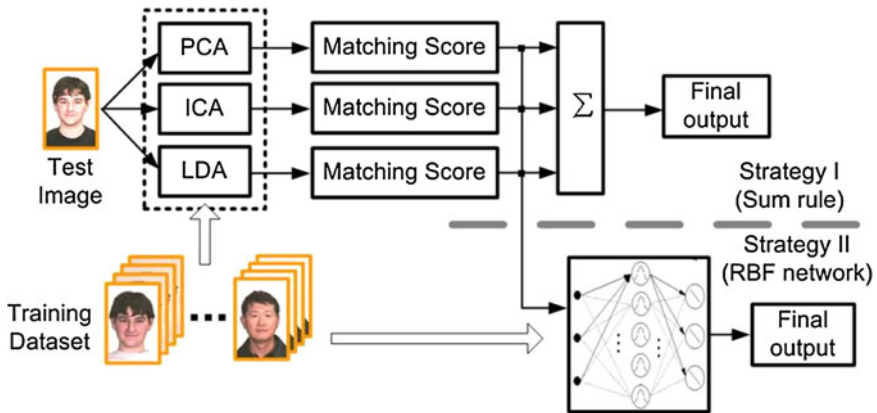 PCA
Matching Score
ICA
Matching Score
Σ
Final
output
LDA
Matching Score
Test
Image
Strategy I
(Sum rule)
Strategy II
(RBF network)
Training
Dataset
Final
output